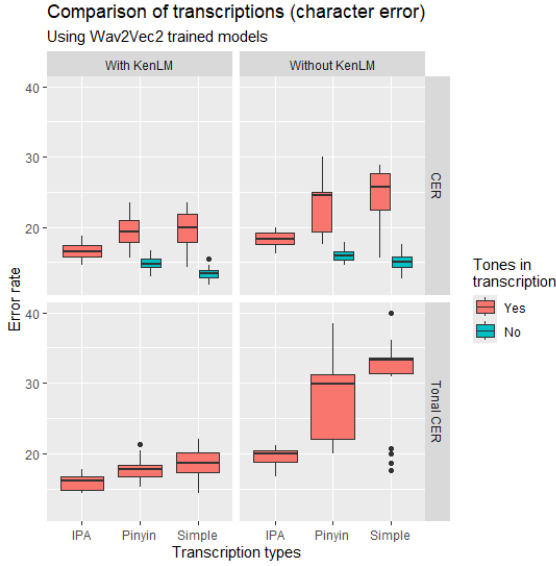 Comparison of transcriptions (character error)
Using Wav2Vec2 trained models
With KenLM
Without KenLM
40
30
20
CER
40
30
20
Tonal CER
Error rate
IPA
Pinyin
Simple
IPA
Pinyin
Simple
Transcription types
Tones in
transcription
Yes
No